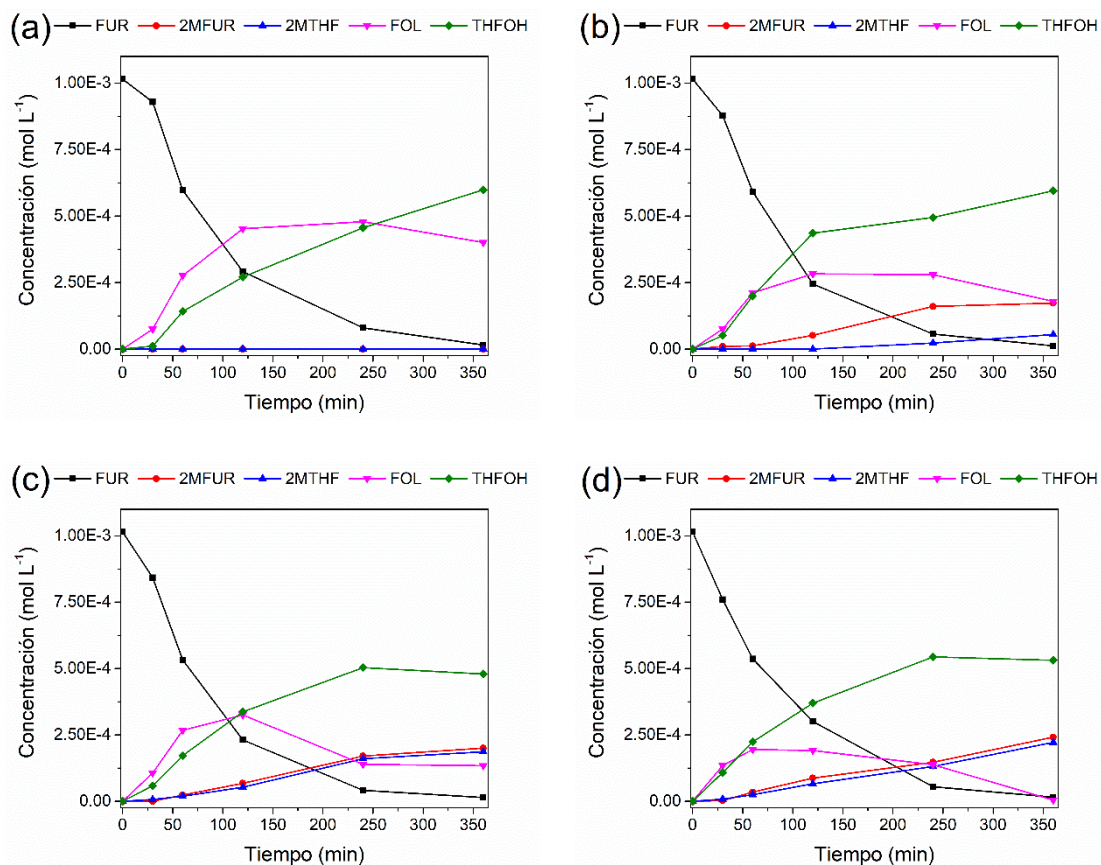 (a) FUR 2MFUR 2MTHF FOL THFOH
1.00E-3
7.50E-4
5.00E-4
2.50E-4
0.00
Concentración (mol L⁻¹)
0 50 100 150 200 250 300 350
Tiempo (min)
(b) FUR 2MFUR 2MTHF FOL THFOH
1.00E-3
7.50E-4
5.00E-4
2.50E-4
0.00
Concentración (mol L⁻¹)
0 50 100 150 200 250 300 350
Tiempo (min)
(c) FUR 2MFUR 2MTHF FOL THFOH
1.00E-3
7.50E-4
5.00E-4
2.50E-4
0.00
Concentración (mol L⁻¹)
0 50 100 150 200 250 300 350
Tiempo (min)
(d) FUR 2MFUR 2MTHF FOL THFOH
1.00E-3
7.50E-4
5.00E-4
2.50E-4
0.00
Concentración (mol L⁻¹)
0 50 100 150 200 250 300 350
Tiempo (min)